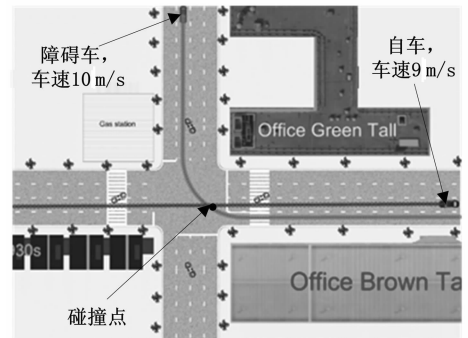 障碍车,
车速10 m/s
自车,
车速9 m/s
Gas station
Office Green Tall
030s
Office Brown Ta
碰撞点